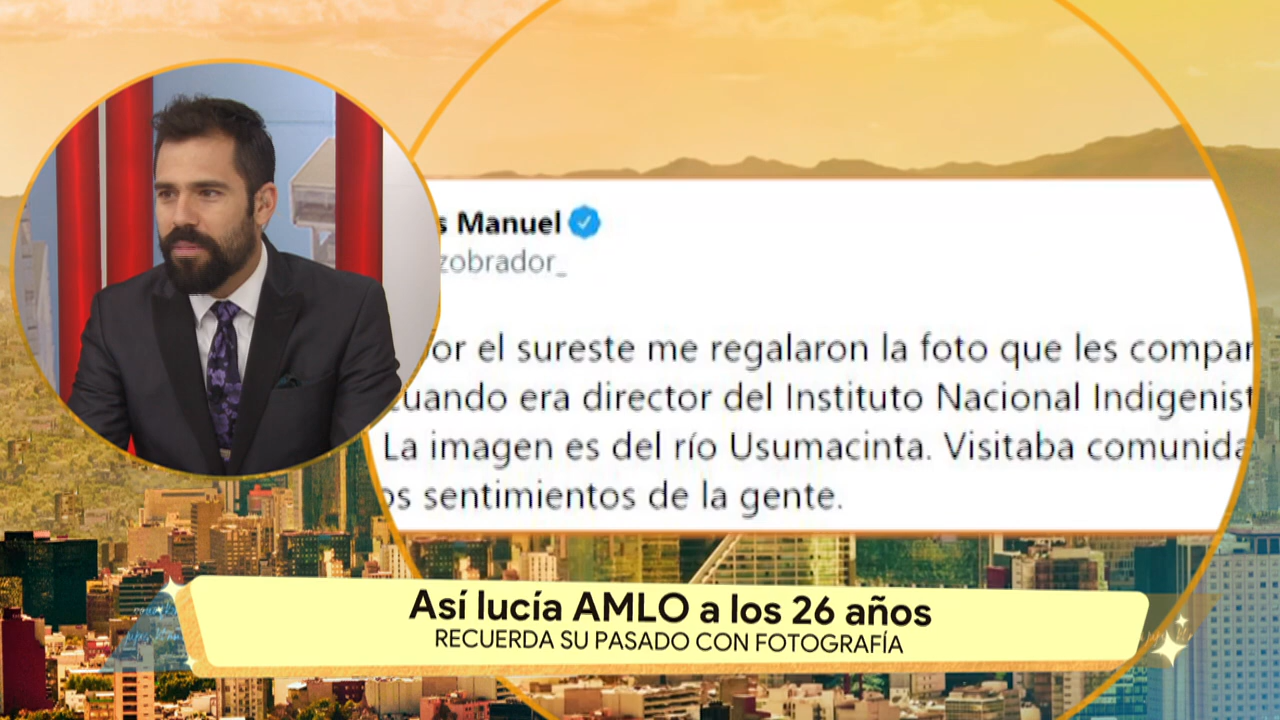 s Manuel
zobrador_
or el sureste me regalaron la foto que les compar
cuando era director del Instituto Nacional Indigenist
La imagen es del río Usumacinta. Visitaba comunida
os sentimientos de la gente.
Así lucía AMLO a los 26 años
RECUERDA SU PASADO CON FOTOGRAFÍA